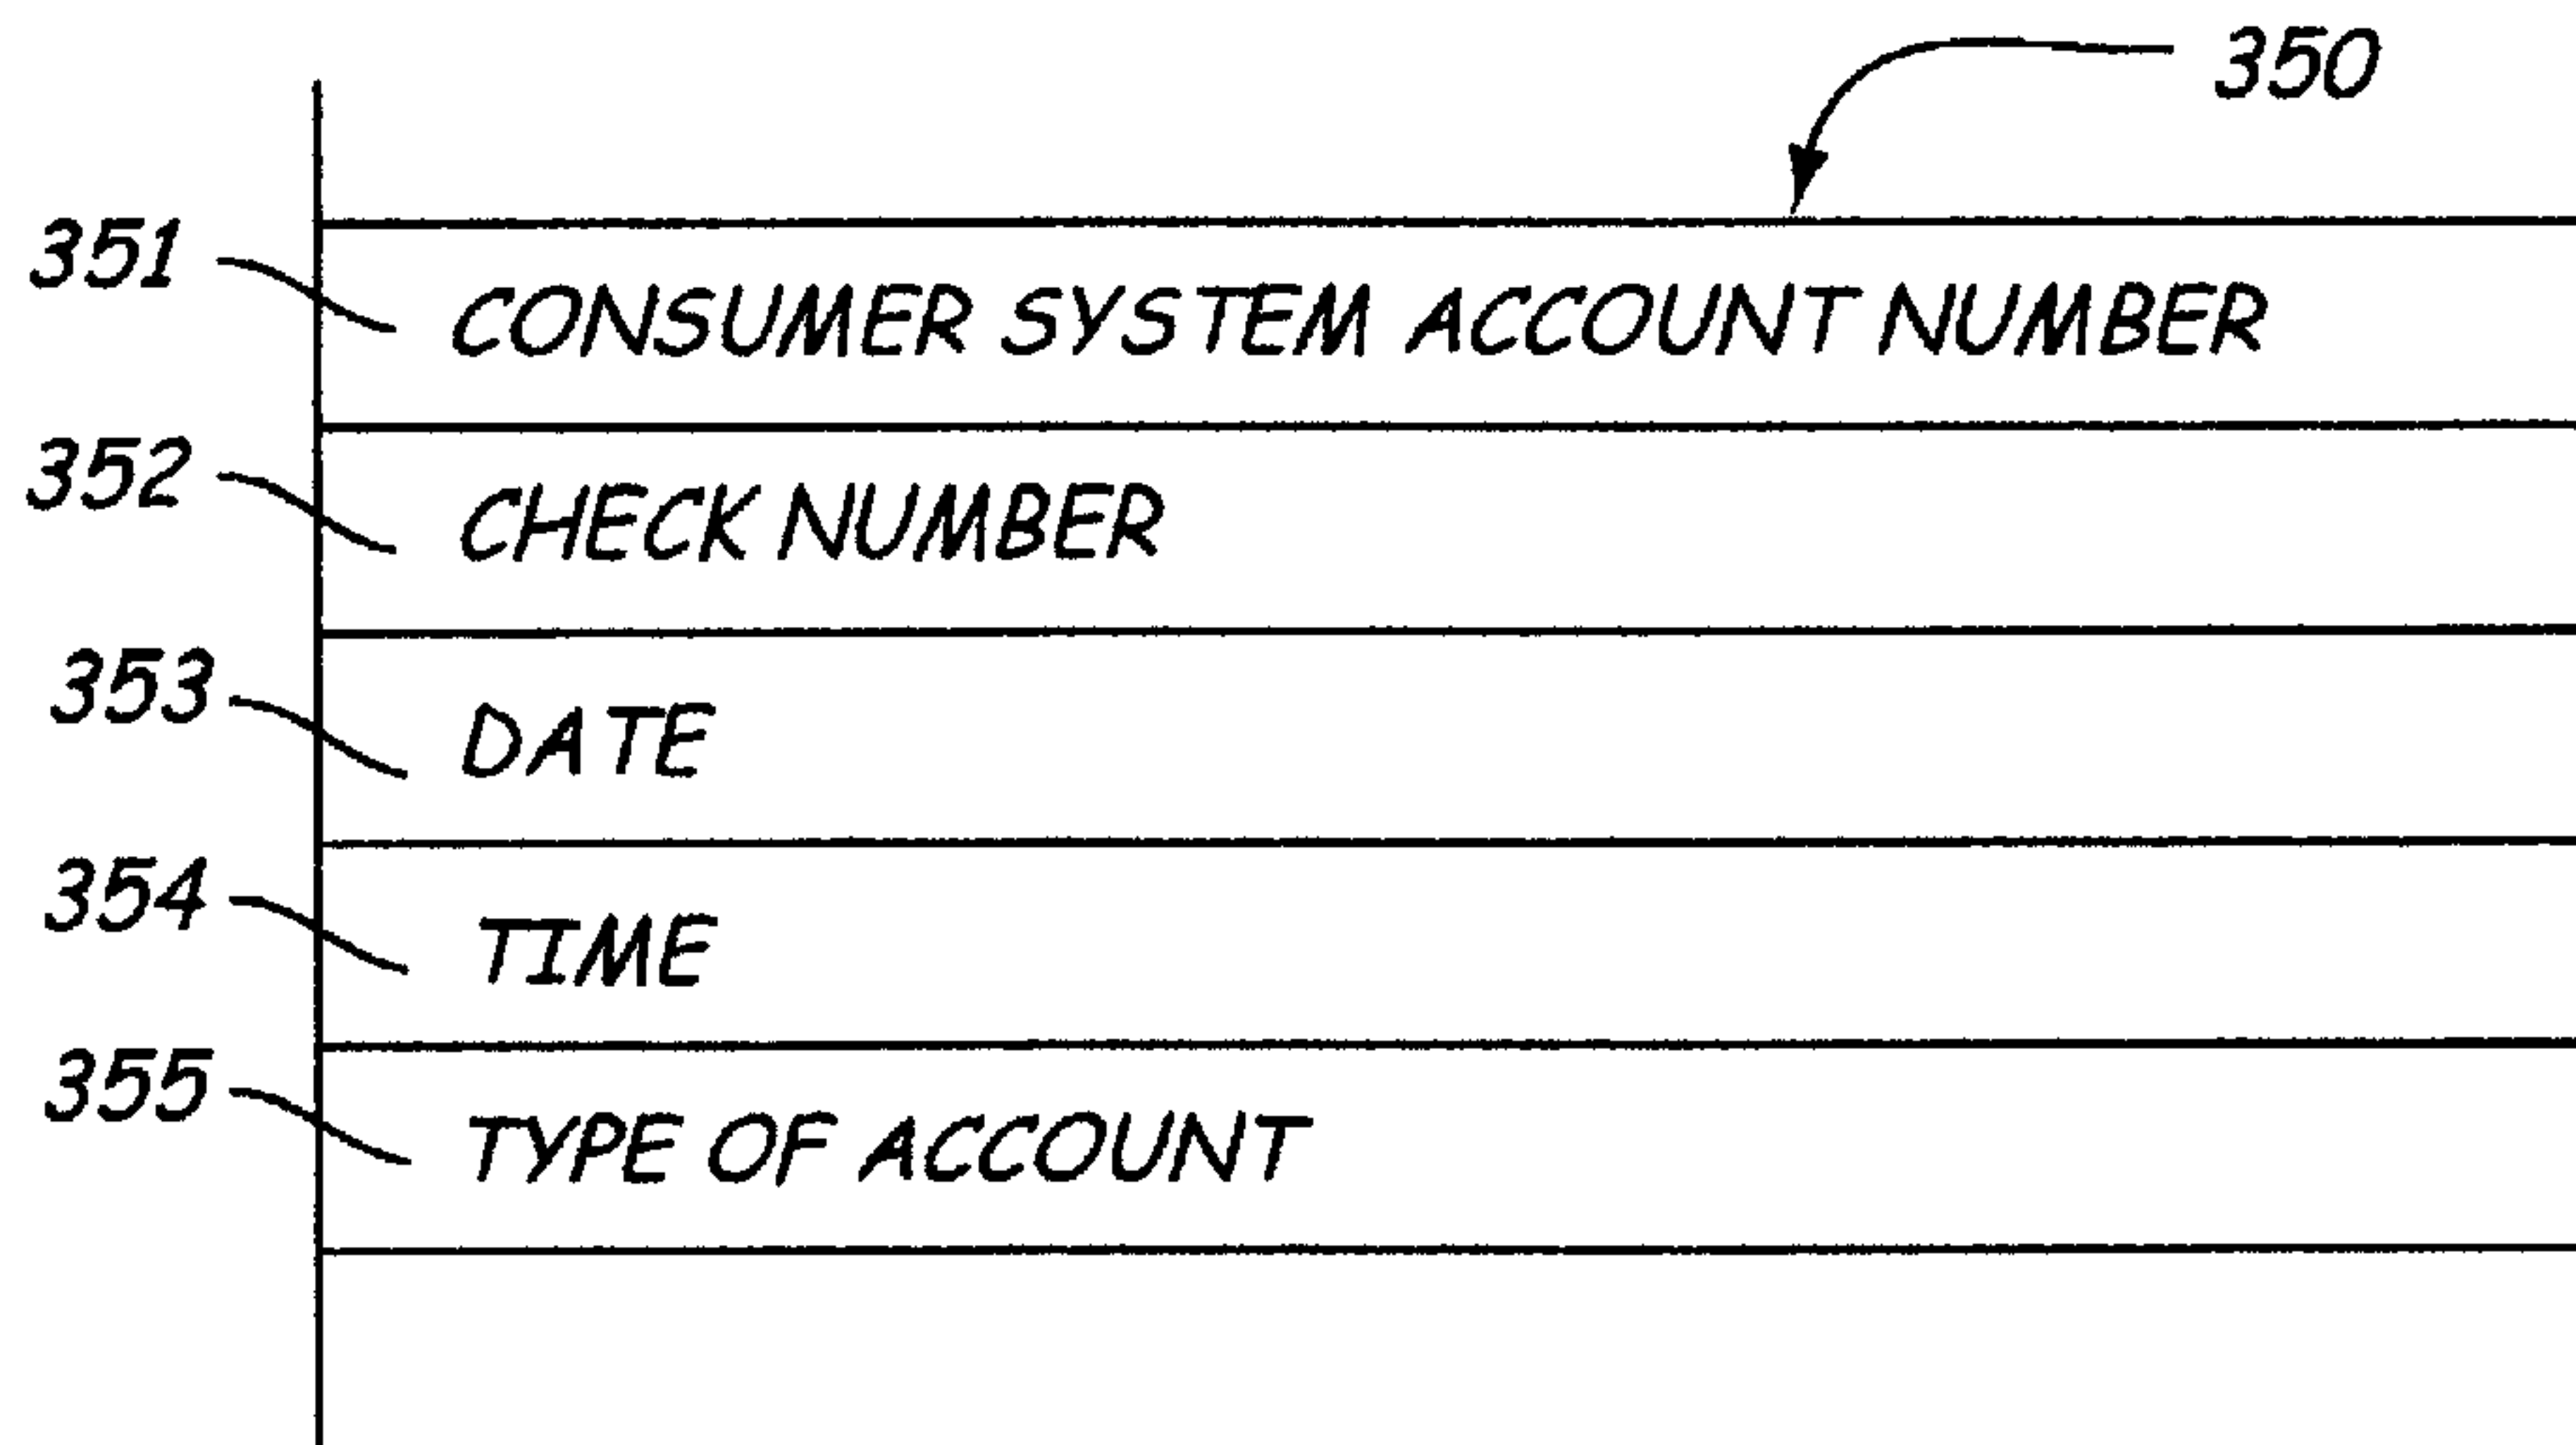 350
351 CONSUMER SYSTEM ACCOUNT NUMBER
352 CHECK NUMBER
353 DATE
354 TIME
355 TYPE OF ACCOUNT